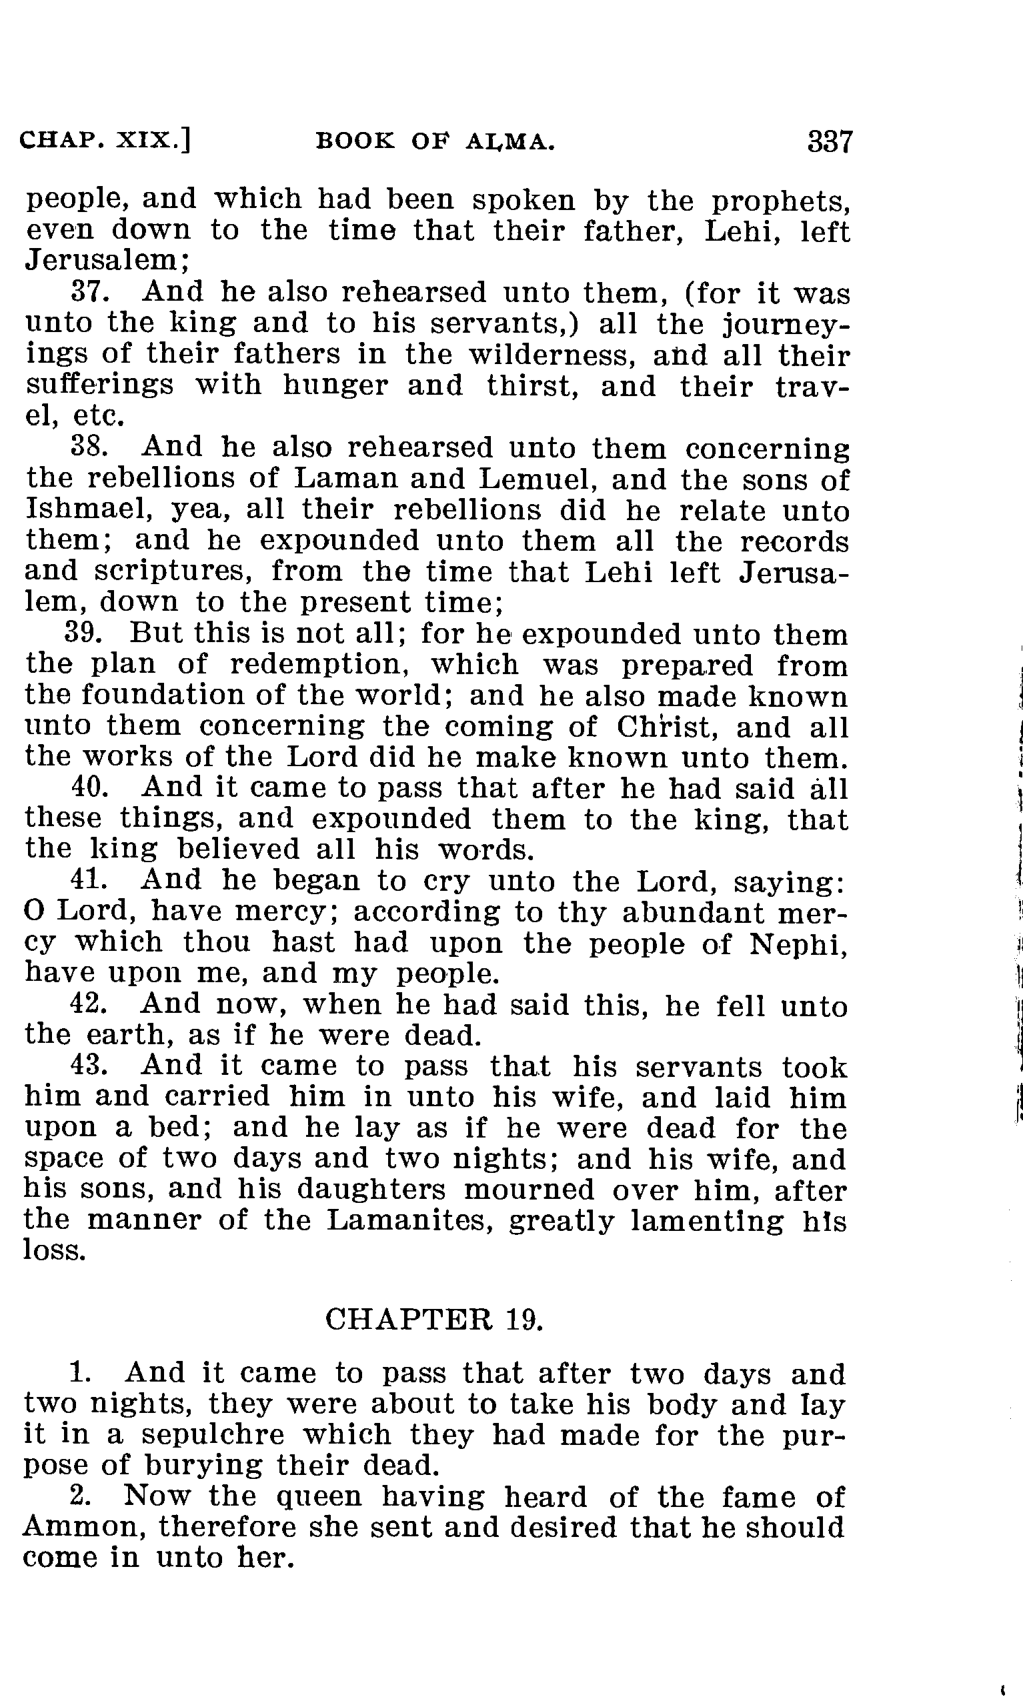 CHAP. XIX.] BOOK OF ALMA. 337
people, and which had been spoken by the prophets,
even down to the time that their father, Lehi, left
Jerusalem;
37. And he also rehearsed unto them, (for it was
unto the king and to his servants,) all the journey-
ings of their fathers in the wilderness, and all their
sufferings with hunger and thirst, and their trav-
el, etc.
38. And he also rehearsed unto them concerning
the rebellions of Laman and Lemuel, and the sons of
Ishmael, yea, all their rebellions did he relate unto
them; and he expounded unto them all the records
and scriptures, from the time that Lehi left Jerusa-
lem, down to the present time;
39. But this is not all; for he expounded unto them
the plan of redemption, which was prepared from
the foundation of the world; and he also made known
unto them concerning the coming of Christ, and all
the works of the Lord did he make known unto them.
40. And it came to pass that after he had said all
these things, and expounded them to the king, that
the king believed all his words.
41. And he began to cry unto the Lord, saying:
O Lord, have mercy; according to thy abundant mer-
cy which thou hast had upon the people of Nephi,
have upon me, and my people.
42. And now, when he had said this, he fell unto
the earth, as if he were dead.
43. And it came to pass that his servants took
him and carried him in unto his wife, and laid him
upon a bed; and he lay as if he were dead for the
space of two days and two nights; and his wife, and
his sons, and his daughters mourned over him, after
the manner of the Lamanites, greatly lamenting his
loss.
CHAPTER 19.
1. And it came to pass that after two days and
two nights, they were about to take his body and lay
it in a sepulchre which they had made for the pur-
pose of burying their dead.
2. Now the queen having heard of the fame of
Ammon, therefore she sent and desired that he should
come in unto her.